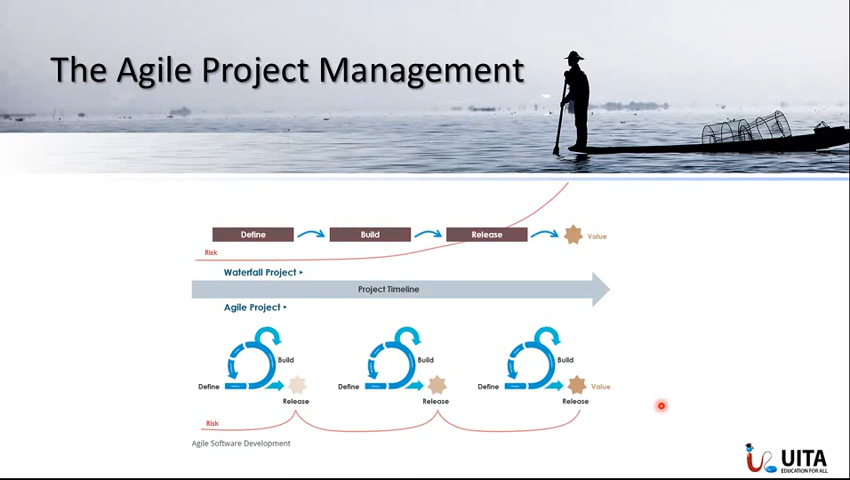 The Agile Project Management
Define
Build
Release
Value
Risk
Waterfall Project
Project Timeline
Agile Project
Build
Define
Release
Build
Define
Release
Build
Define
Value
Release
Risk
Agile Software Development
UITA
EDUCATION FOR ALL